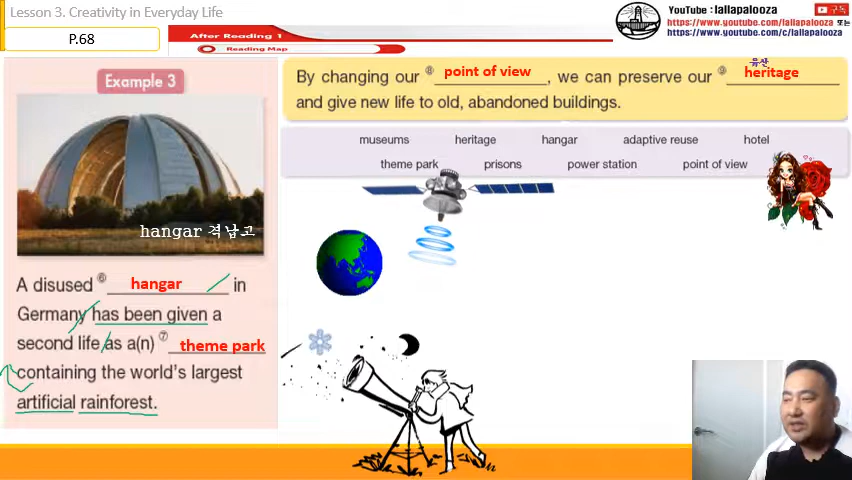 Lesson 3. Creativity in Everyday Life
P.68
After Reading 1
Reading Map
YouTube : lallapalooza
구독
https://www.youtube.com/lallapalooza 또는
https://www.youtube.com/c/lallapalooza
Example 3
hangar 격납고
A disused ⑥ hangar in
Germany has been given a
second life as a(n) ⑦ theme park
containing the world's largest
artificial rainforest.
유산
By changing our ⑧ point of view, we can preserve our ⑨ heritage
and give new life to old, abandoned buildings.
museums heritage hangar adaptive reuse hotel
theme park prisons power station point of view